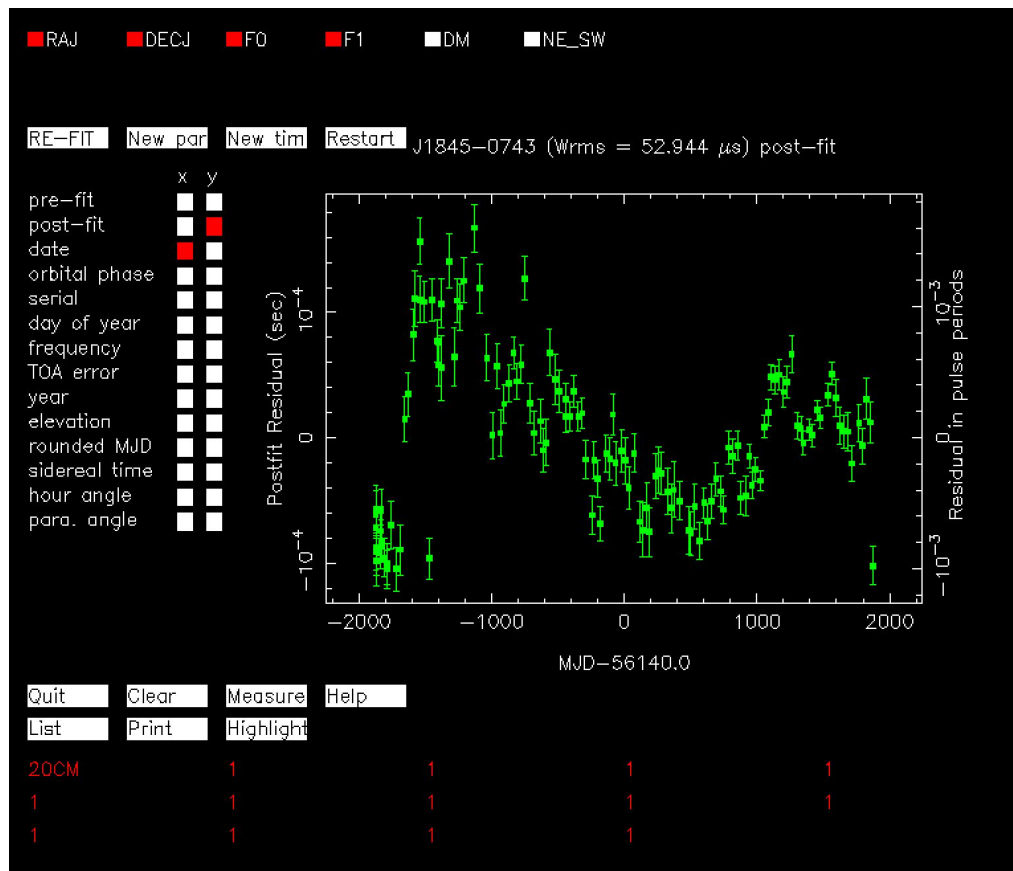 RAJ DECJ F0 F1 DM NE_SW
RE-FIT New par New tim Restart
J1845-0743 (Wrms = 52.944 μs) post-fit
x y
pre-fit
post-fit
date
orbital phase
serial
day of year
frequency
TOA error
year
elevation
rounded MJD
sidereal time
hour angle
para. angle
Postfit Residual (sec)
10⁻⁴
0
−10⁻⁴
10⁻³
0
−10⁻³
Residual in pulse periods
−2000 −1000 0 1000 2000
MJD-56140.0
Quit Clear Measure Help
List Print Highlight
20CM 1 1 1 1
1 1 1 1 1
1 1 1 1